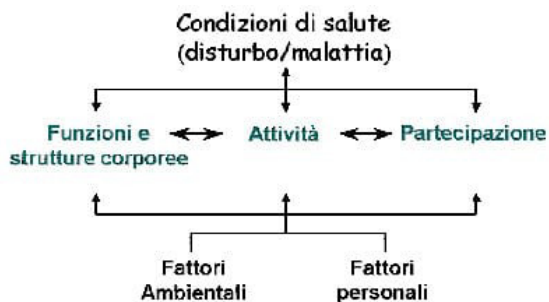 Condizioni di salute
(disturbo/malattia)
Funzioni e
strutture corporee
Attività
Partecipazione
Fattori
Ambientali
Fattori
personali